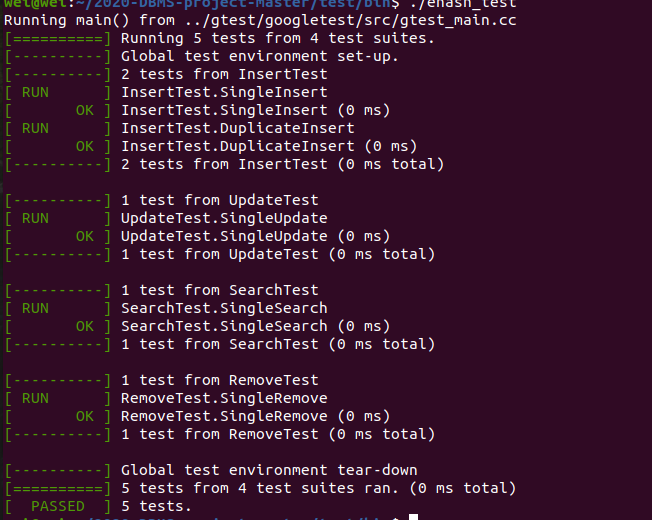 wei@wei:~/2020-DBMS-project-master/test/bin$ ./ehash_test
Running main() from ../gtest/googletest/src/gtest_main.cc
[==========] Running 5 tests from 4 test suites.
[----------] Global test environment set-up.
[----------] 2 tests from InsertTest
[ RUN      ] InsertTest.SingleInsert
[       OK ] InsertTest.SingleInsert (0 ms)
[ RUN      ] InsertTest.DuplicateInsert
[       OK ] InsertTest.DuplicateInsert (0 ms)
[----------] 2 tests from InsertTest (0 ms total)

[----------] 1 test from UpdateTest
[ RUN      ] UpdateTest.SingleUpdate
[       OK ] UpdateTest.SingleUpdate (0 ms)
[----------] 1 test from UpdateTest (0 ms total)

[----------] 1 test from SearchTest
[ RUN      ] SearchTest.SingleSearch
[       OK ] SearchTest.SingleSearch (0 ms)
[----------] 1 test from SearchTest (0 ms total)

[----------] 1 test from RemoveTest
[ RUN      ] RemoveTest.SingleRemove
[       OK ] RemoveTest.SingleRemove (0 ms)
[----------] 1 test from RemoveTest (0 ms total)

[----------] Global test environment tear-down
[==========] 5 tests from 4 test suites ran. (0 ms total)
[  PASSED  ] 5 tests.